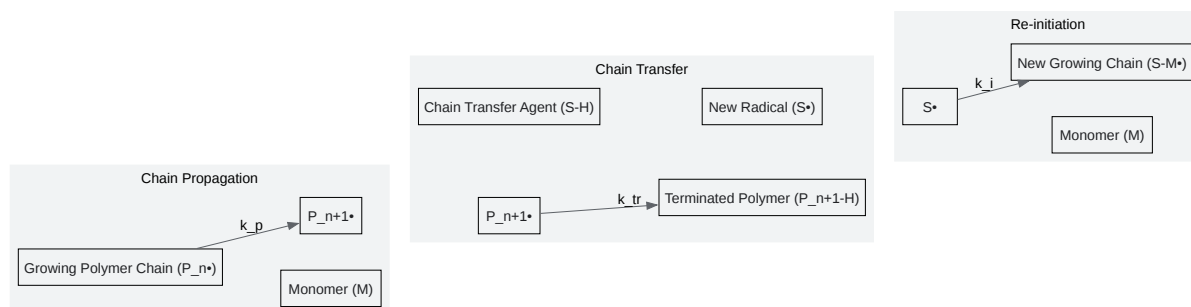 Chain Propagation
k_p
P_n+1•
Growing Polymer Chain (P_n•)
Monomer (M)
Chain Transfer
Chain Transfer Agent (S-H)
New Radical (S•)
P_n+1•
k_tr
Terminated Polymer (P_n+1-H)
Re-initiation
New Growing Chain (S-M•)
k_i
S•
Monomer (M)